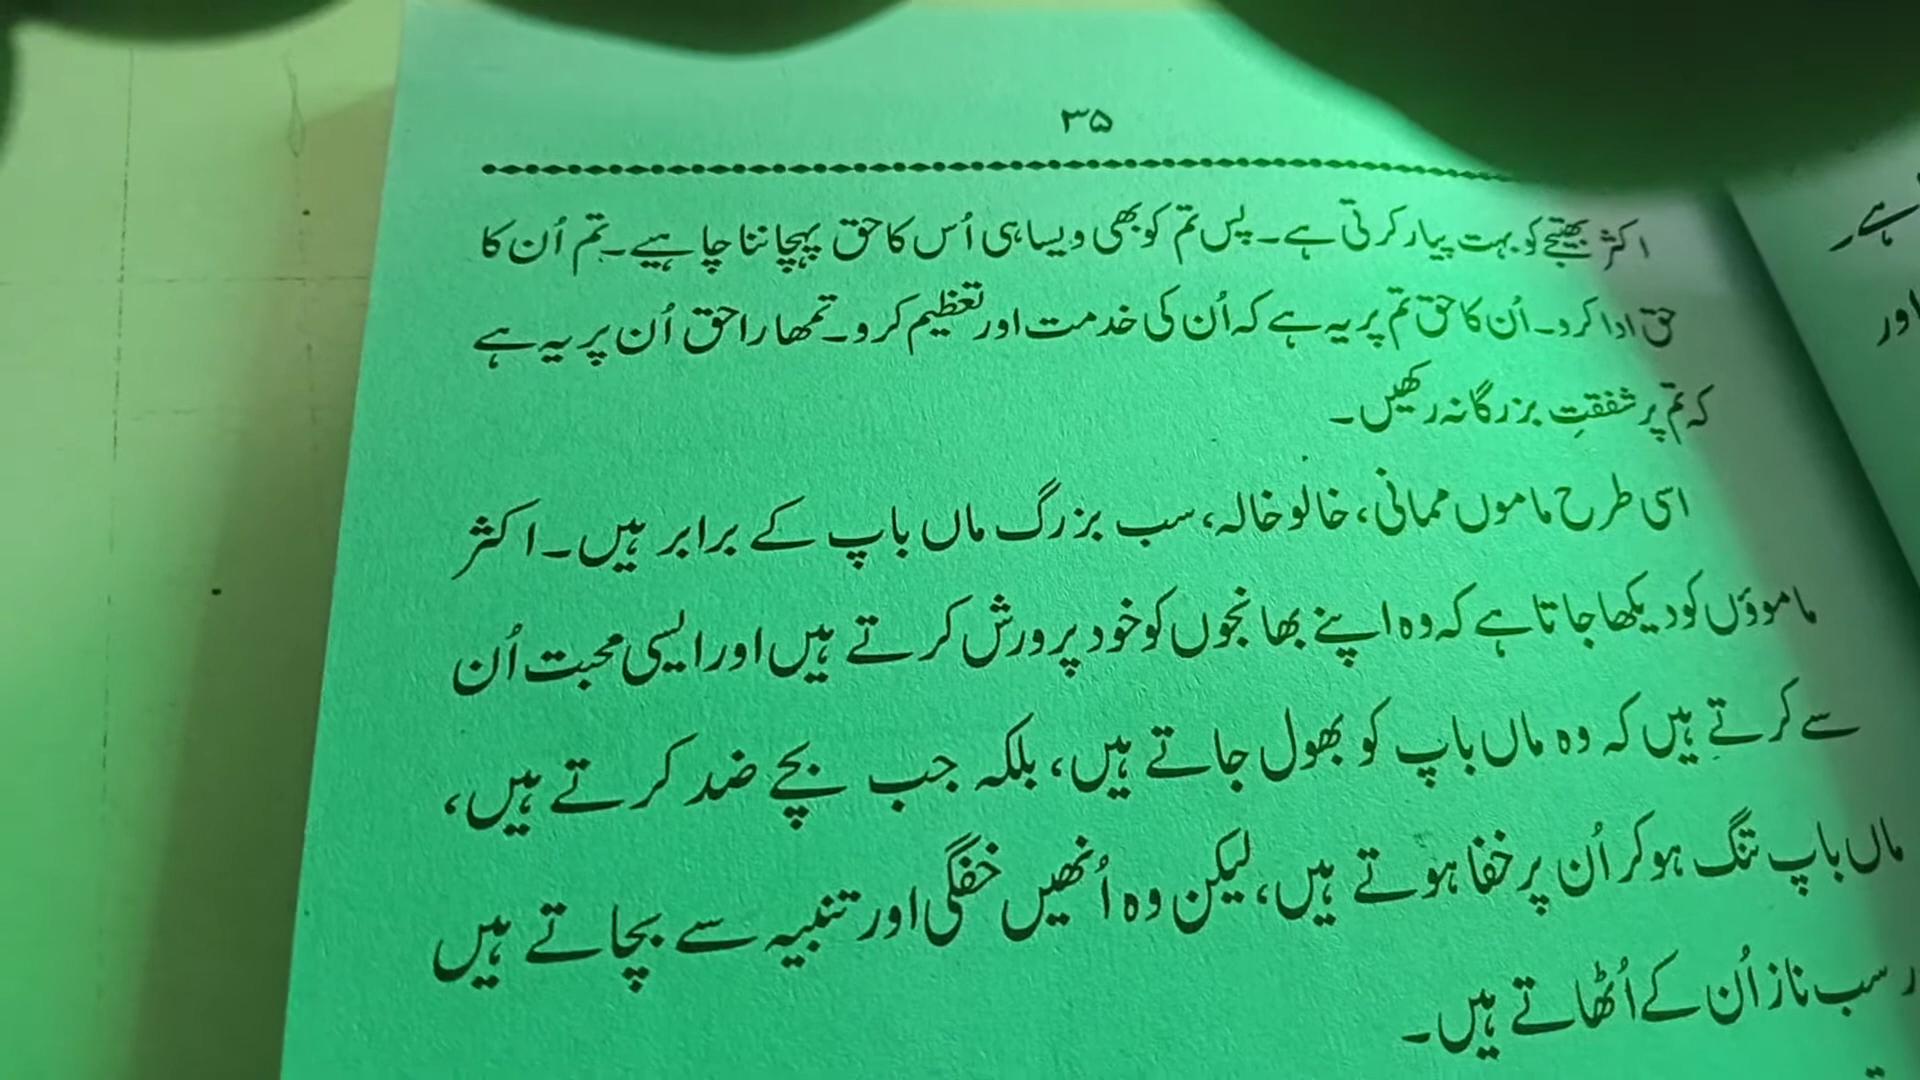 ۳۵
اکثر بھتیجے کو بہت پیار کرتی ہے۔ پس تم کو بھی ویسا ہی اُس کا حق پہچاننا چاہیے۔ تم اُن کا
حق ادا کرو۔ اُن کا حق تم پر یہ ہے کہ اُن کی خدمت اور تعظیم کرو۔ تمھارا حق اُن پر یہ ہے
کہ تم پر شفقتِ بزرگانہ رکھیں۔
اسی طرح ماموں ممانی، خالو خالہ، سب بزرگ ماں باپ کے برابر ہیں۔ اکثر
ماموؤں کو دیکھا جاتا ہے کہ وہ اپنے بھانجوں کو خود پرورش کرتے ہیں اور ایسی محبت اُن
سے کرتے ہیں کہ وہ ماں باپ کو بھول جاتے ہیں، بلکہ جب بچے ضد کرتے ہیں،
ماں باپ تنگ ہوکر اُن پر خفا ہوتے ہیں، لیکن وہ اُنھیں خفگی اور تنبیہ سے بچاتے ہیں
سب ناز اُن کے اُٹھاتے ہیں۔
ہے۔
اور